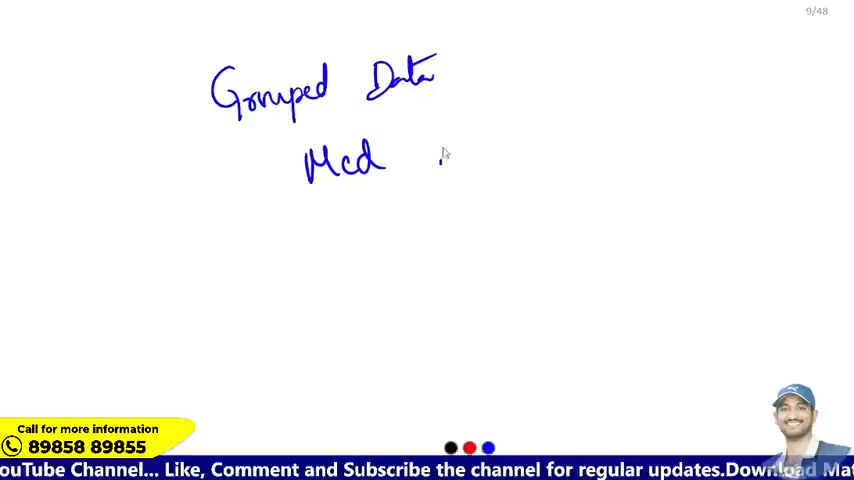 9/48
Grouped Data
Med
Call for more information
89858 89855
YouTube Channel... Like, Comment and Subscribe the channel for regular updates.Download Mat